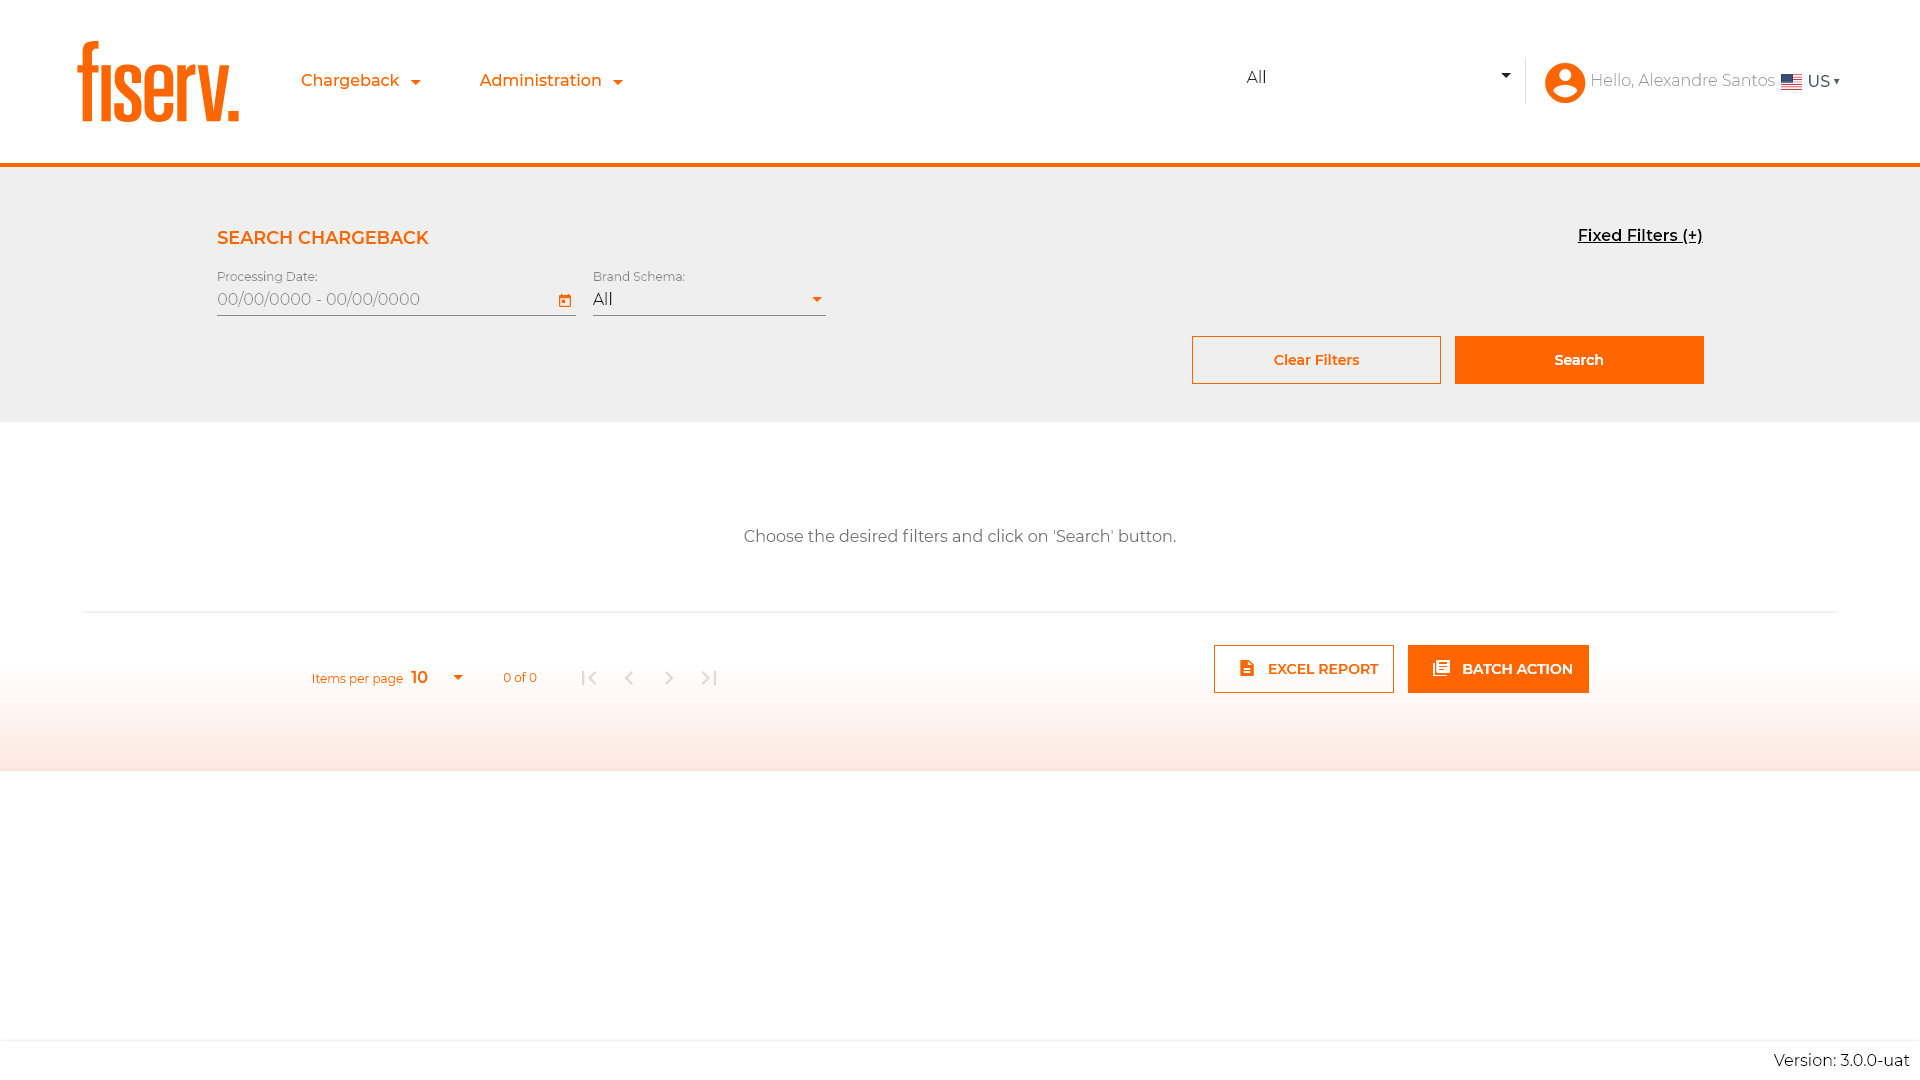 fiserv.
Chargeback
Administration
All
Hello, Alexandre Santos
US
SEARCH CHARGEBACK
Fixed Filters (+)
Processing Date:
Brand Schema:
00/00/0000 - 00/00/0000
All
Clear Filters
Search
Choose the desired filters and click on 'Search' button.
Items per page 10
0 of 0
EXCEL REPORT
BATCH ACTION
Version: 3.0.0-uat